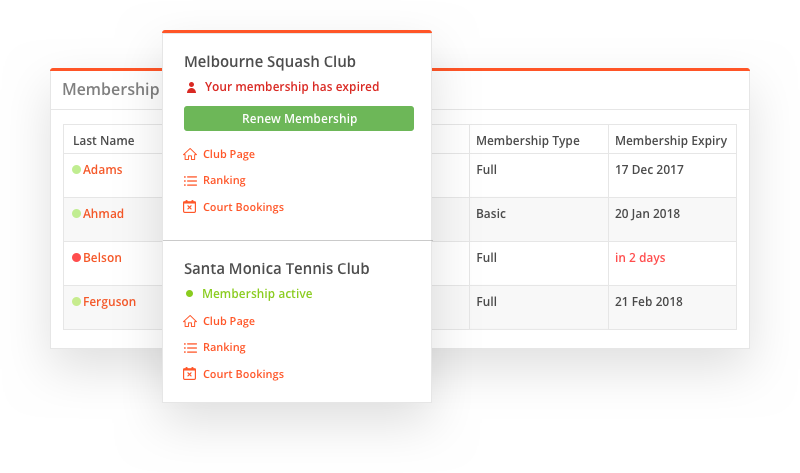 Melbourne Squash Club
Your membership has expired
Renew Membership
Club Page
Ranking
Court Bookings
Santa Monica Tennis Club
Membership active
Club Page
Ranking
Court Bookings
Membership
Last Name Membership Type Membership Expiry
Adams Full 17 Dec 2017
Ahmad Basic 20 Jan 2018
Belson Full in 2 days
Ferguson Full 21 Feb 2018